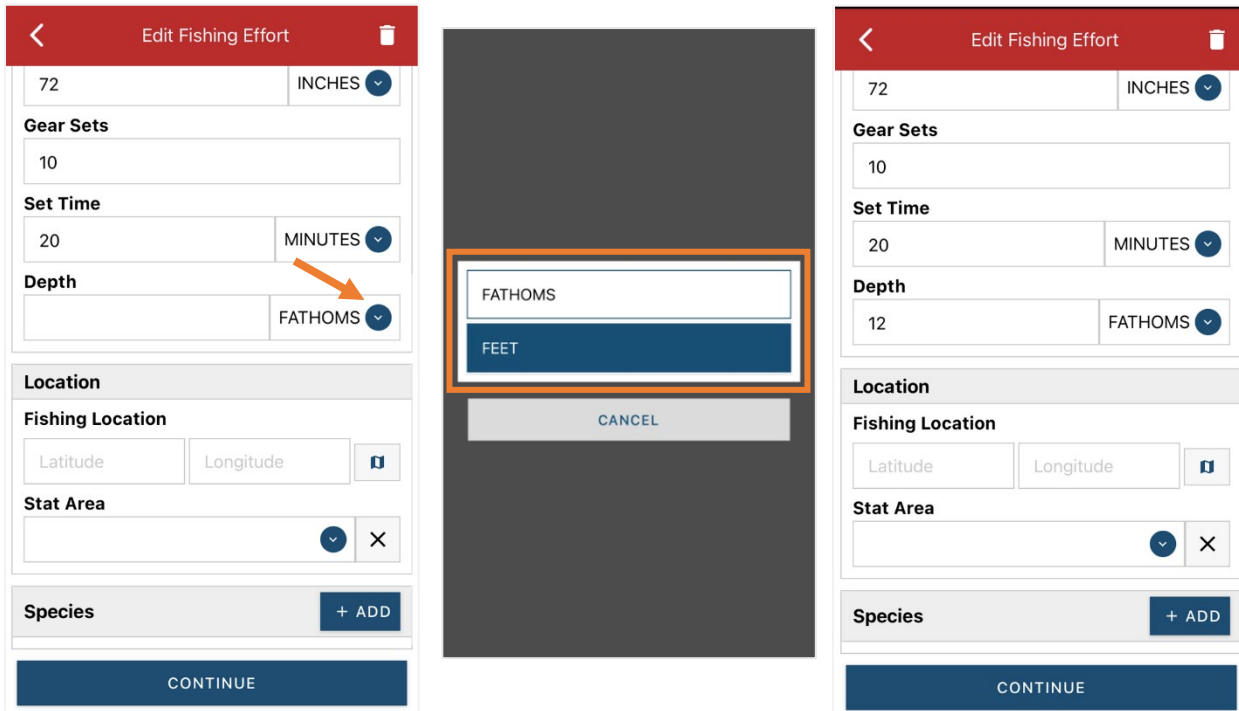 Edit Fishing Effort
72 INCHES
Gear Sets
10
Set Time
20 MINUTES
Depth
FATHOMS
Location
Fishing Location
Latitude Longitude
Stat Area
Species + ADD
CONTINUE
FATHOMS
FEET
CANCEL
Edit Fishing Effort
72 INCHES
Gear Sets
10
Set Time
20 MINUTES
Depth
12 FATHOMS
Location
Fishing Location
Latitude Longitude
Stat Area
Species + ADD
CONTINUE